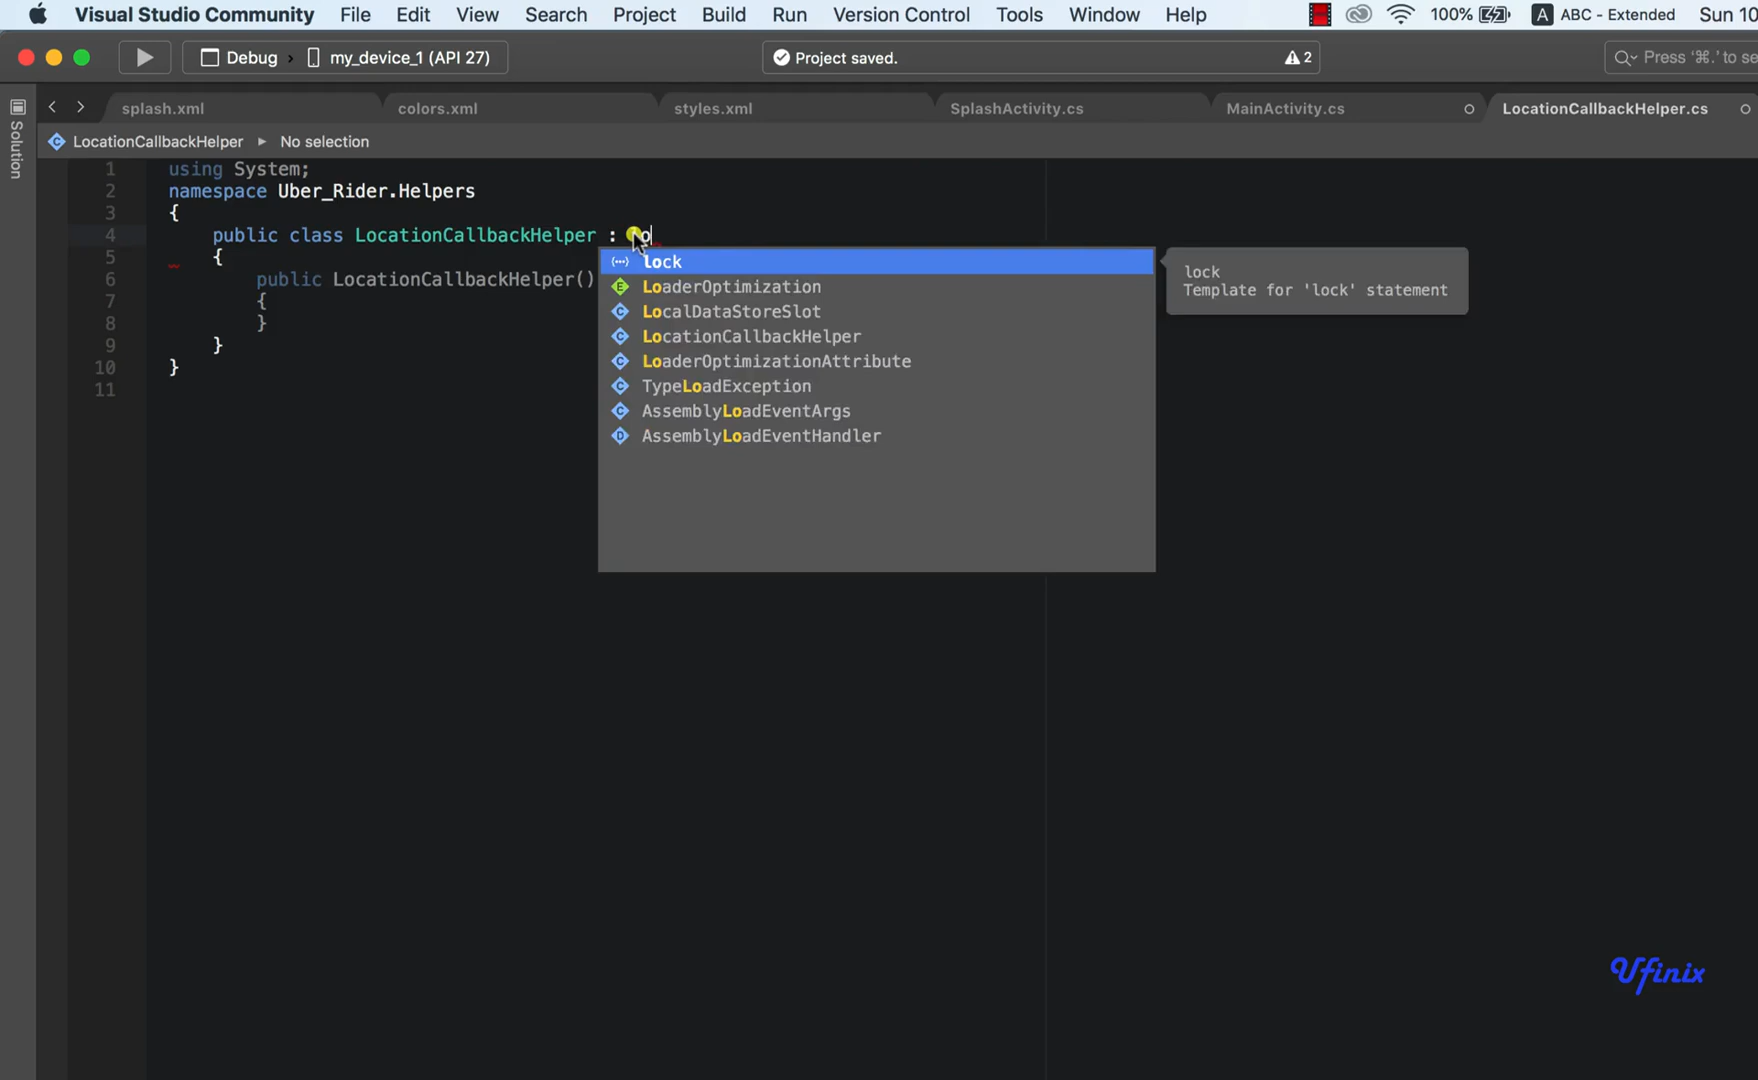 Visual Studio Community File Edit View Search Project Build Run Version Control Tools Window Help 100% A ABC - Extended Sun 10
Debug my_device_1 (API 27) Project saved. 2 Press ‘⌘.’ to se
splash.xml colors.xml styles.xml SplashActivity.cs MainActivity.cs LocationCallbackHelper.cs
Solution
LocationCallbackHelper No selection
1 using System;
2 namespace Uber_Rider.Helpers
3 {
4 public class LocationCallbackHelper :
5 {
6 public LocationCallbackHelper()
7 {
8 }
9 }
10 }
11
lock
LoaderOptimization
LocalDataStoreSlot
LocationCallbackHelper
LoaderOptimizationAttribute
TypeLoadException
AssemblyLoadEventArgs
AssemblyLoadEventHandler
lock
Template for 'lock' statement
Ufinix